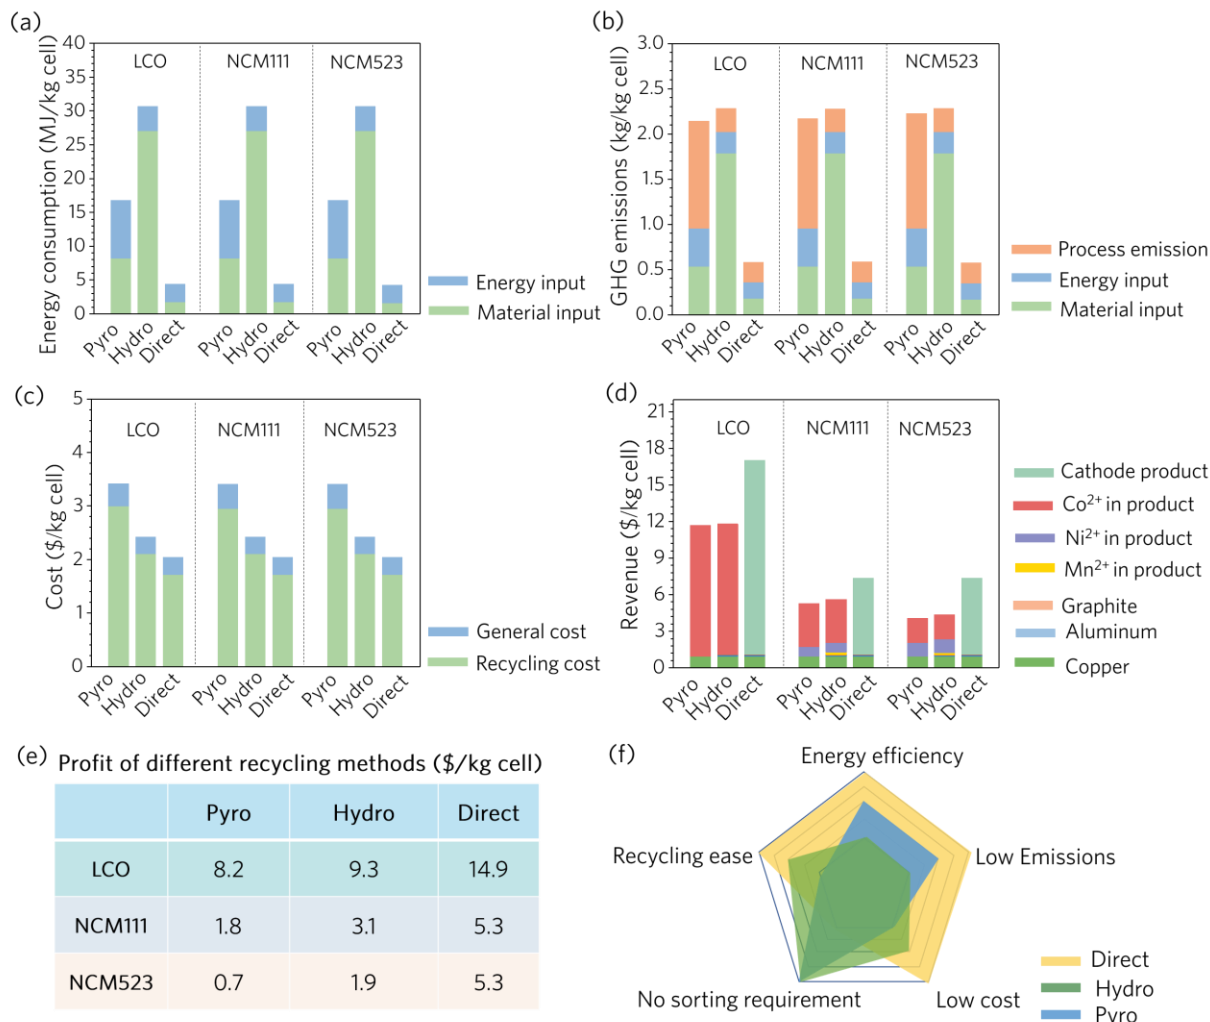 (a)
Energy consumption (MJ/kg cell)
40
35
30
25
20
15
10
5
0
LCO
NCM111
NCM523
Pyro
Hydro
Direct
Pyro
Hydro
Direct
Pyro
Hydro
Direct
Energy input
Material input
(b)
GHG emissions (kg/kg cell)
3.0
2.5
2.0
1.5
1.0
0.5
0.0
LCO
NCM111
NCM523
Pyro
Hydro
Direct
Pyro
Hydro
Direct
Pyro
Hydro
Direct
Process emission
Energy input
Material input
(c)
Cost ($/kg cell)
5
4
3
2
1
0
LCO
NCM111
NCM523
Pyro
Hydro
Direct
Pyro
Hydro
Direct
Pyro
Hydro
Direct
General cost
Recycling cost
(d)
Revenue ($/kg cell)
21
18
15
12
9
6
3
0
LCO
NCM111
NCM523
Pyro
Hydro
Direct
Pyro
Hydro
Direct
Pyro
Hydro
Direct
Cathode product
Co²⁺ in product
Ni²⁺ in product
Mn²⁺ in product
Graphite
Aluminum
Copper
(e)
Profit of different recycling methods ($/kg cell)
Pyro Hydro Direct
LCO 8.2 9.3 14.9
NCM111 1.8 3.1 5.3
NCM523 0.7 1.9 5.3
(f)
Energy efficiency
Recycling ease
Low Emissions
No sorting requirement
Low cost
Direct
Hydro
Pyro